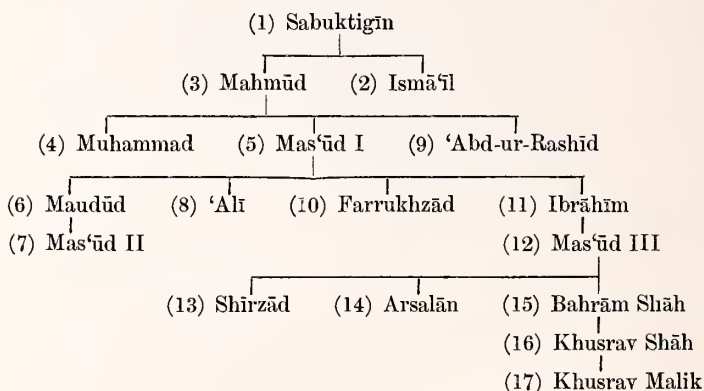 (1) Sabuktigīn
(3) Mahmūd (2) Ismā‘īl
(4) Muhammad (5) Mas‘ūd I (9) ‘Abd-ur-Rashīd
(6) Maudūd (8) ‘Alī (10) Farrukhzād (11) Ibrāhīm
(7) Mas‘ūd II (12) Mas‘ūd III
(13) Shīrzād (14) Arsalān (15) Bahrām Shāh
(16) Khusrav Shāh
(17) Khusrav Malik